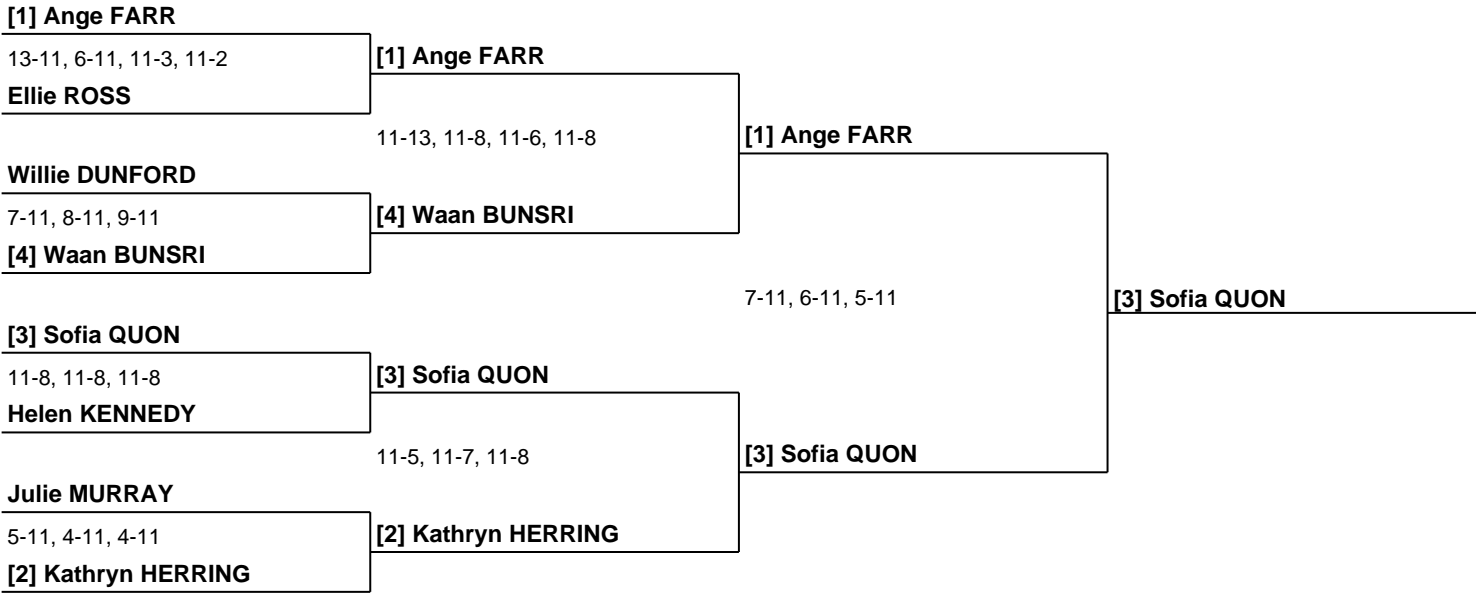 [1] Ange FARR
13-11, 6-11, 11-3, 11-2
[1] Ange FARR
Ellie ROSS
11-13, 11-8, 11-6, 11-8
[1] Ange FARR
Willie DUNFORD
7-11, 8-11, 9-11
[4] Waan BUNSRI
[4] Waan BUNSRI
7-11, 6-11, 5-11
[3] Sofia QUON
[3] Sofia QUON
11-8, 11-8, 11-8
[3] Sofia QUON
Helen KENNEDY
11-5, 11-7, 11-8
[3] Sofia QUON
Julie MURRAY
5-11, 4-11, 4-11
[2] Kathryn HERRING
[2] Kathryn HERRING